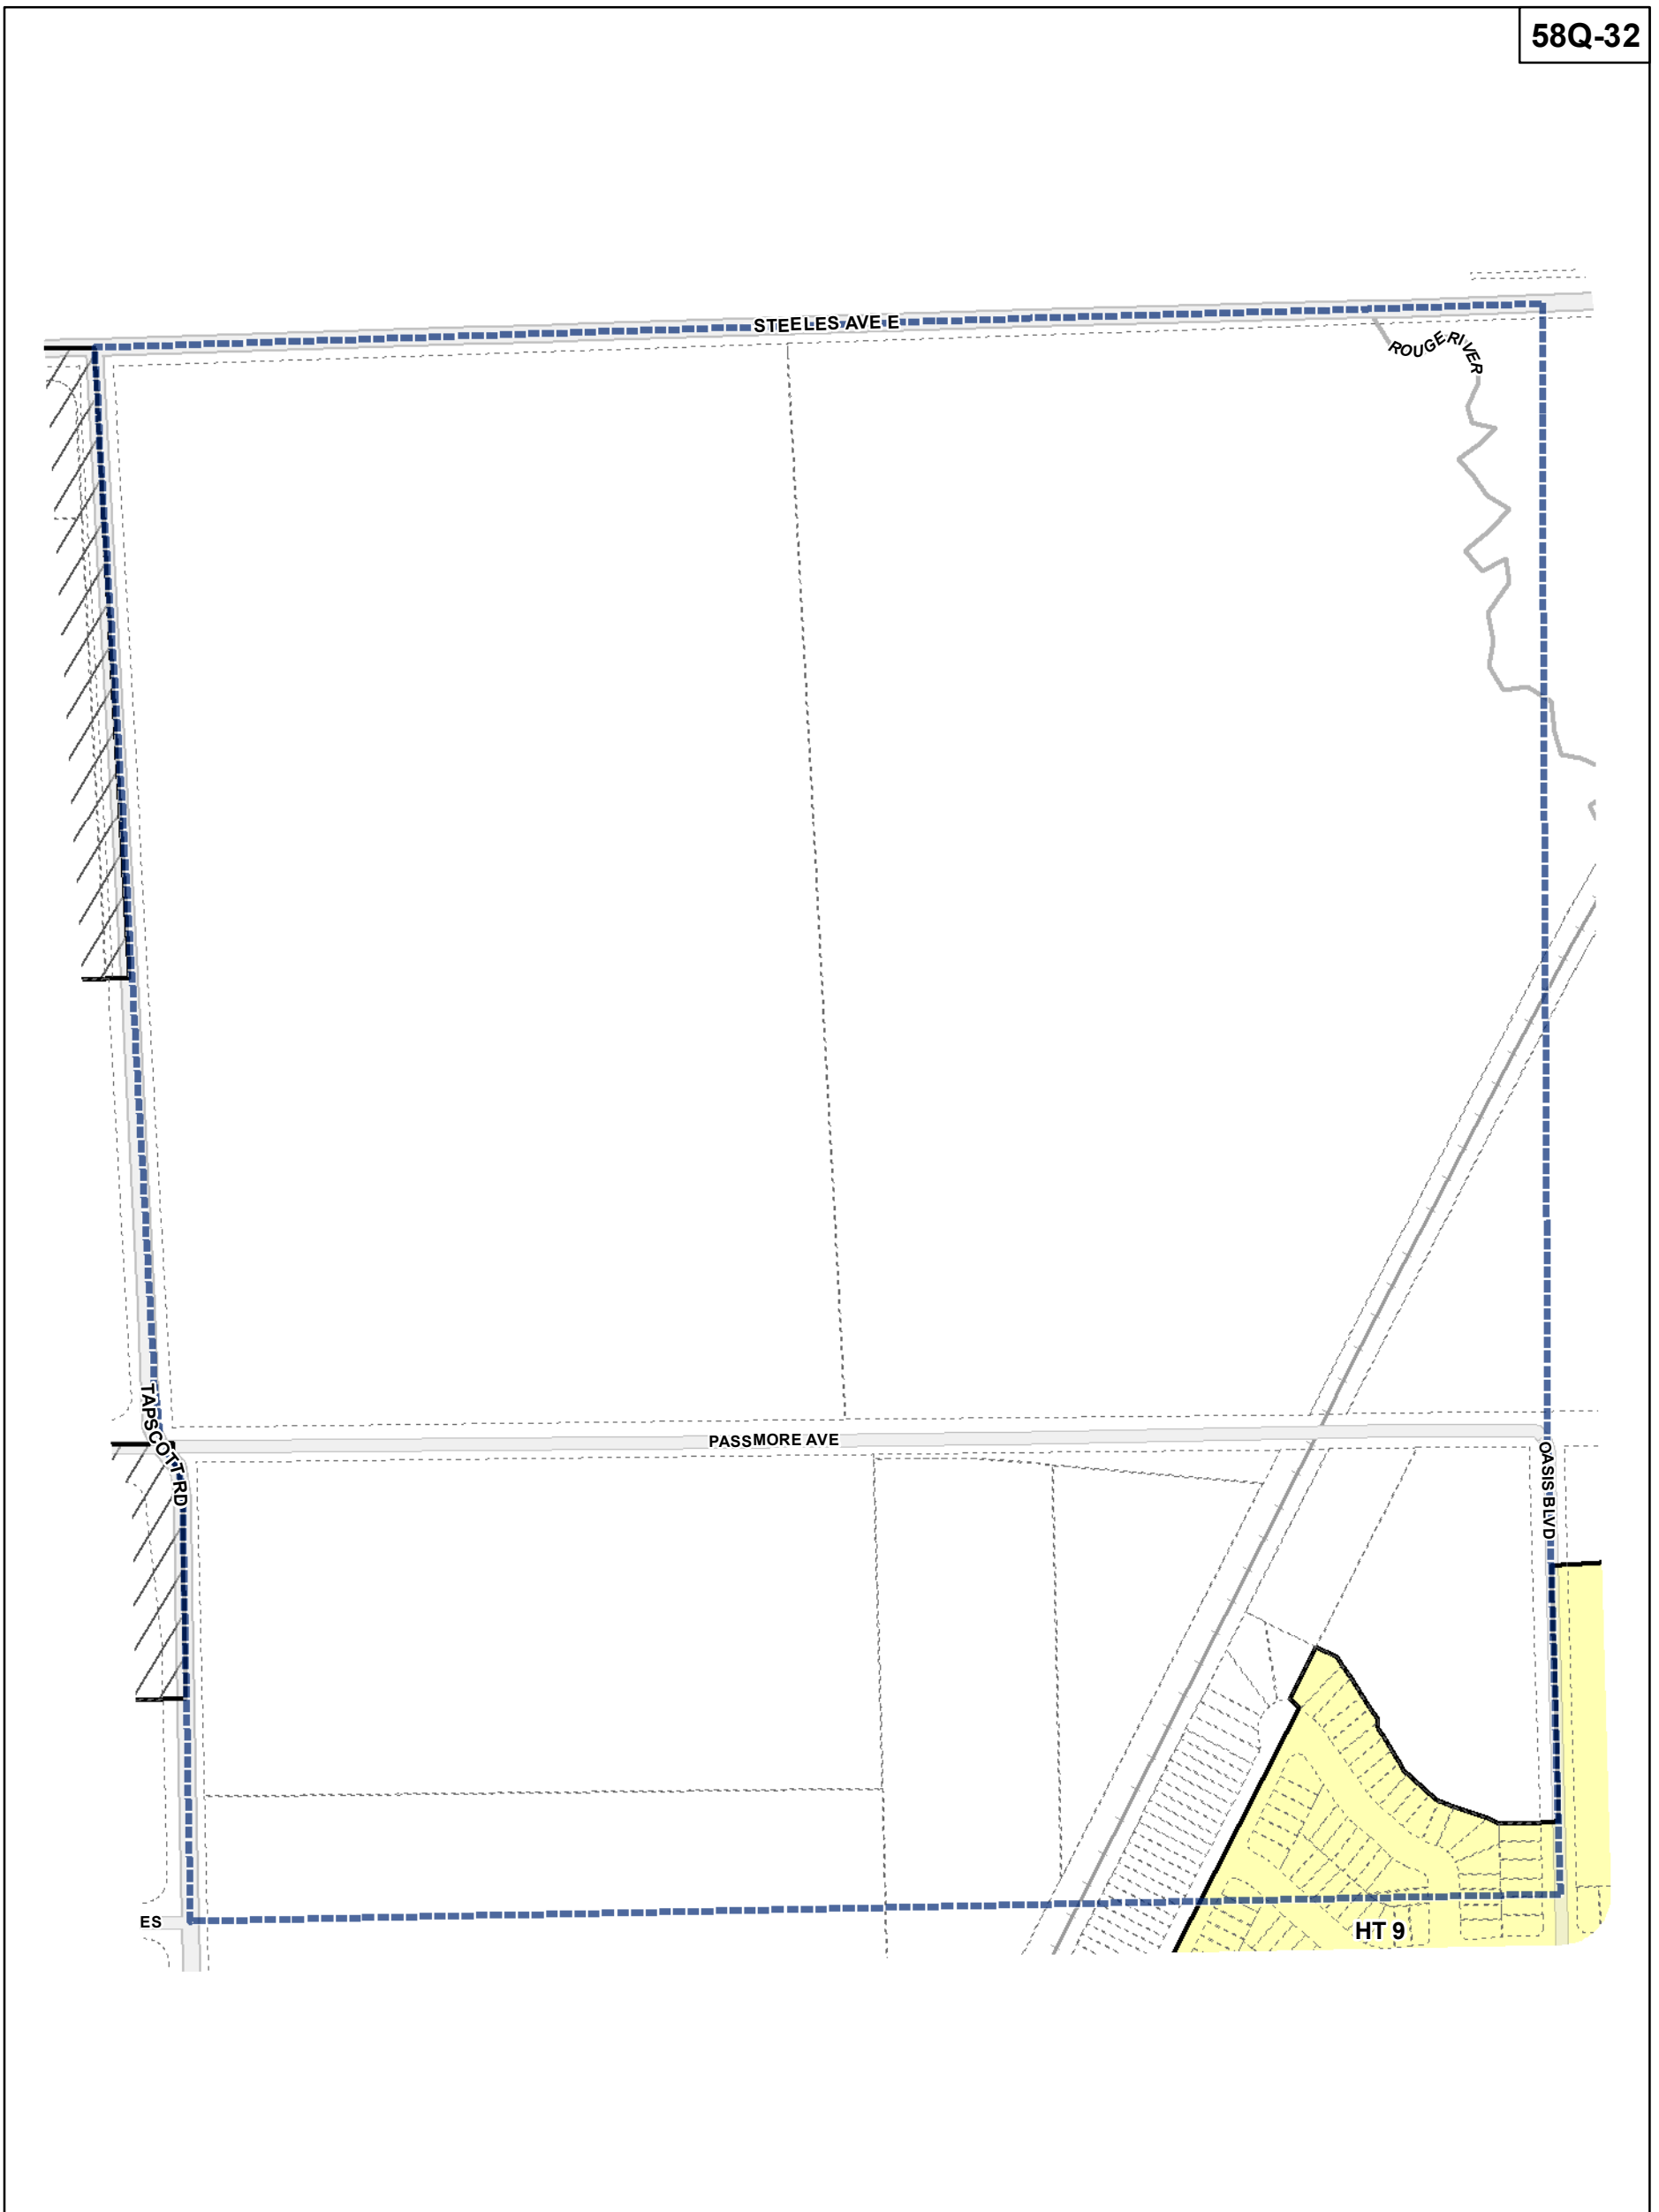 58Q-32
STEELES AVE E
ROUGE RIVER
TAPSCOTT RD
PASSMORE AVE
OASIS BLVD
ES
HT 9